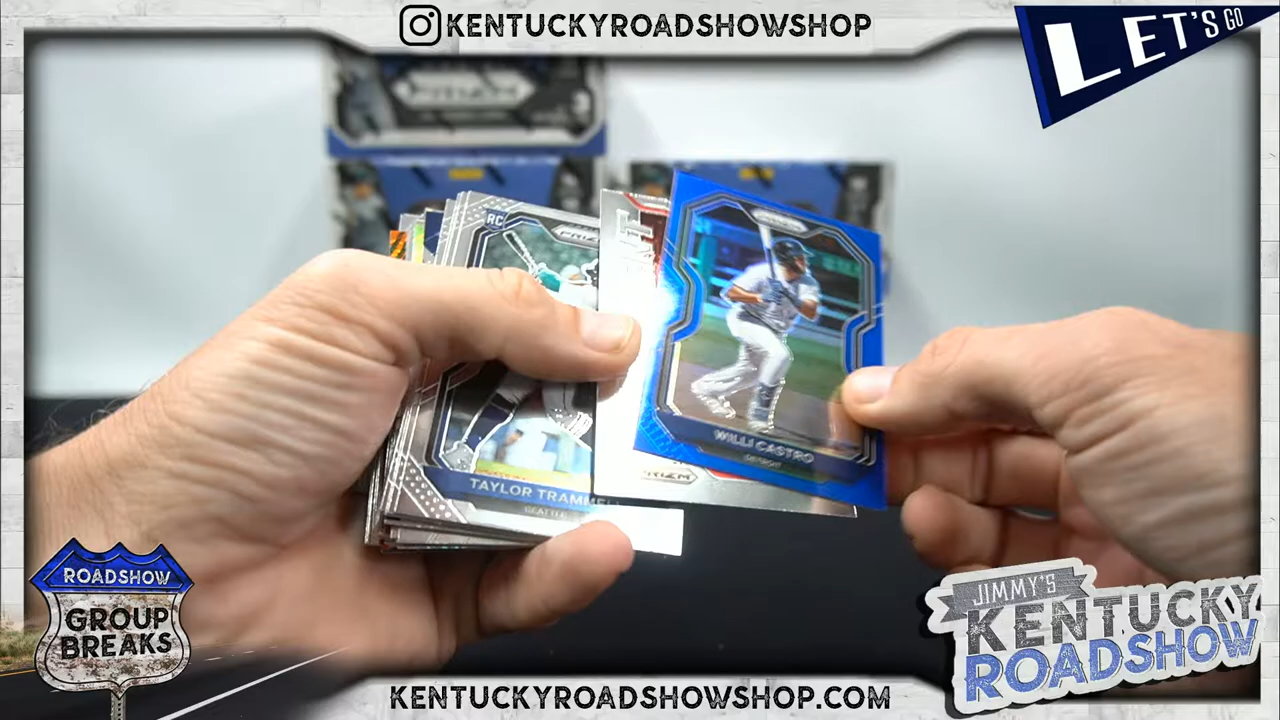 KENTUCKYROADSHOWSHOP
LET'S GO
PRIZM
RC
WILLI CASTRO
DETROIT
PRIZM
TAYLOR TRAMMELL
SEATTLE
ROADSHOW
GROUP
BREAKS
JIMMY'S
KENTUCKY
ROADSHOW
KENTUCKYROADSHOWSHOP.COM